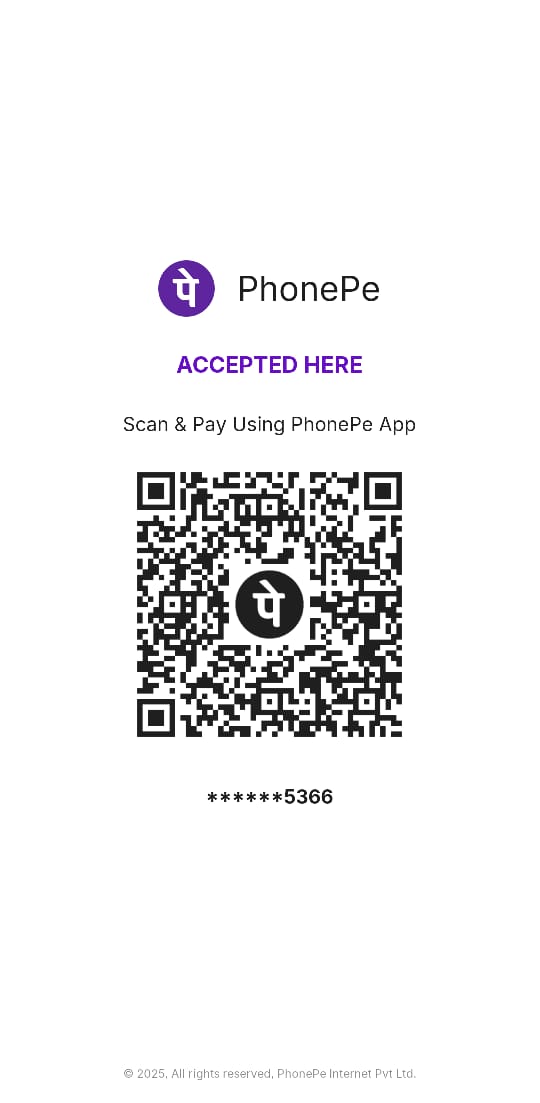 पे PhonePe
ACCEPTED HERE
Scan & Pay Using PhonePe App
पे
******5366
© 2025, All rights reserved, PhonePe Internet Pvt Ltd.